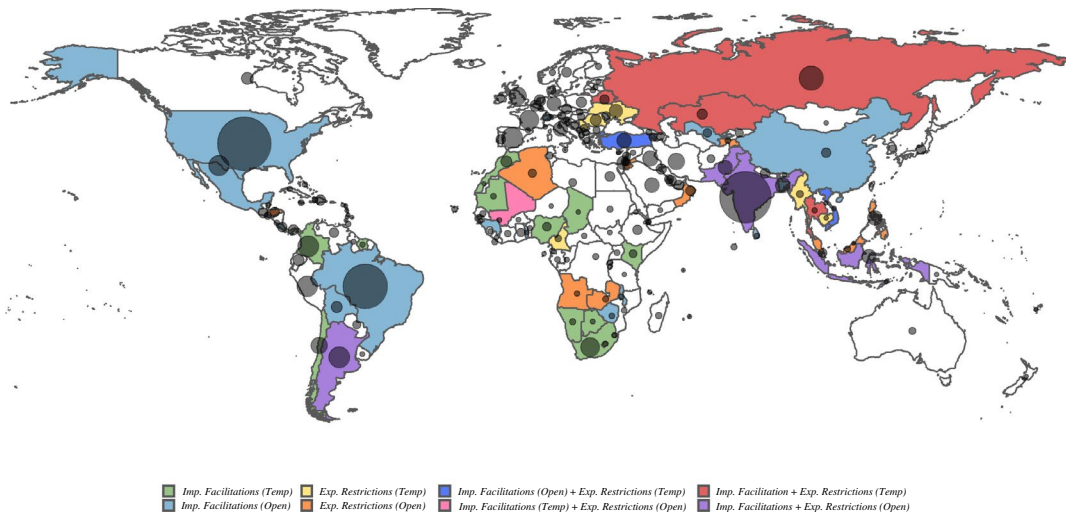 Imp. Facilitations (Temp) Exp. Restrictions (Temp) Imp. Facilitations (Open) + Exp. Restrictions (Temp) Imp. Facilitation + Exp. Restrictions (Temp)
Imp. Facilitations (Open) Exp. Restrictions (Open) Imp. Facilitations (Temp) + Exp. Restrictions (Open) Imp. Facilitations + Exp. Restrictions (Open)